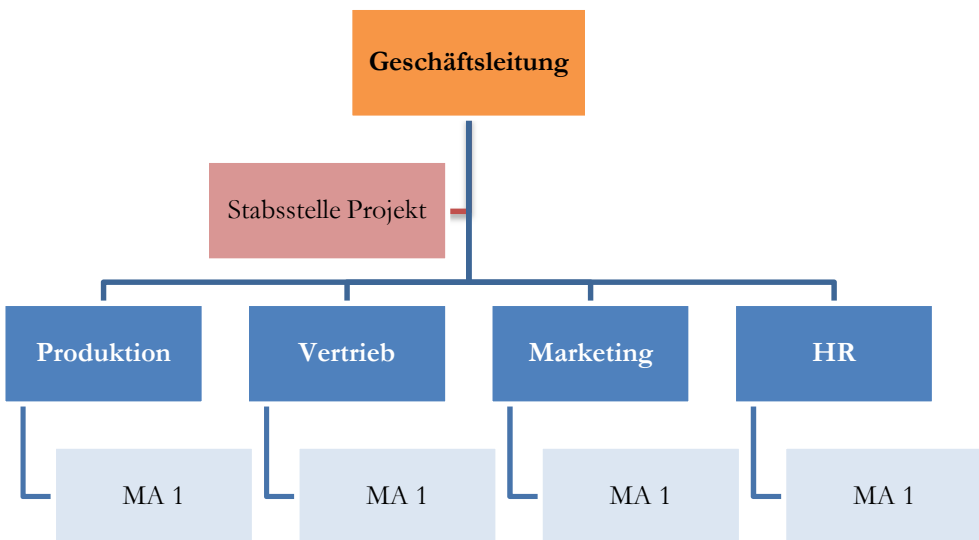 Geschäftsleitung
Stabsstelle Projekt
Produktion
Vertrieb
Marketing
HR
MA 1
MA 1
MA 1
MA 1